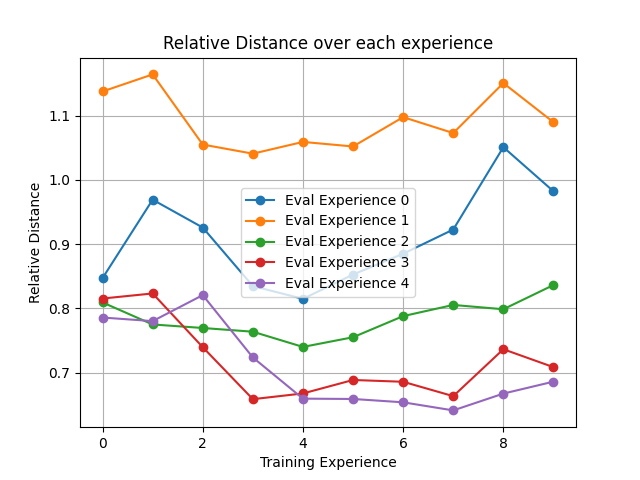 Relative Distance over each experience
Relative Distance
1.1
1.0
0.9
0.8
0.7
Eval Experience 0
Eval Experience 1
Eval Experience 2
Eval Experience 3
Eval Experience 4
0 2 4 6 8
Training Experience